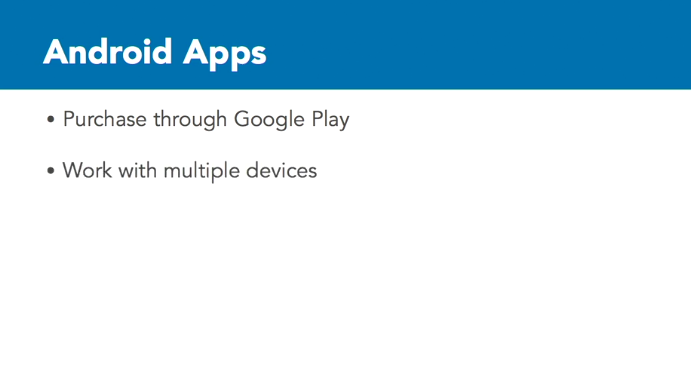 Android Apps
• Purchase through Google Play
• Work with multiple devices